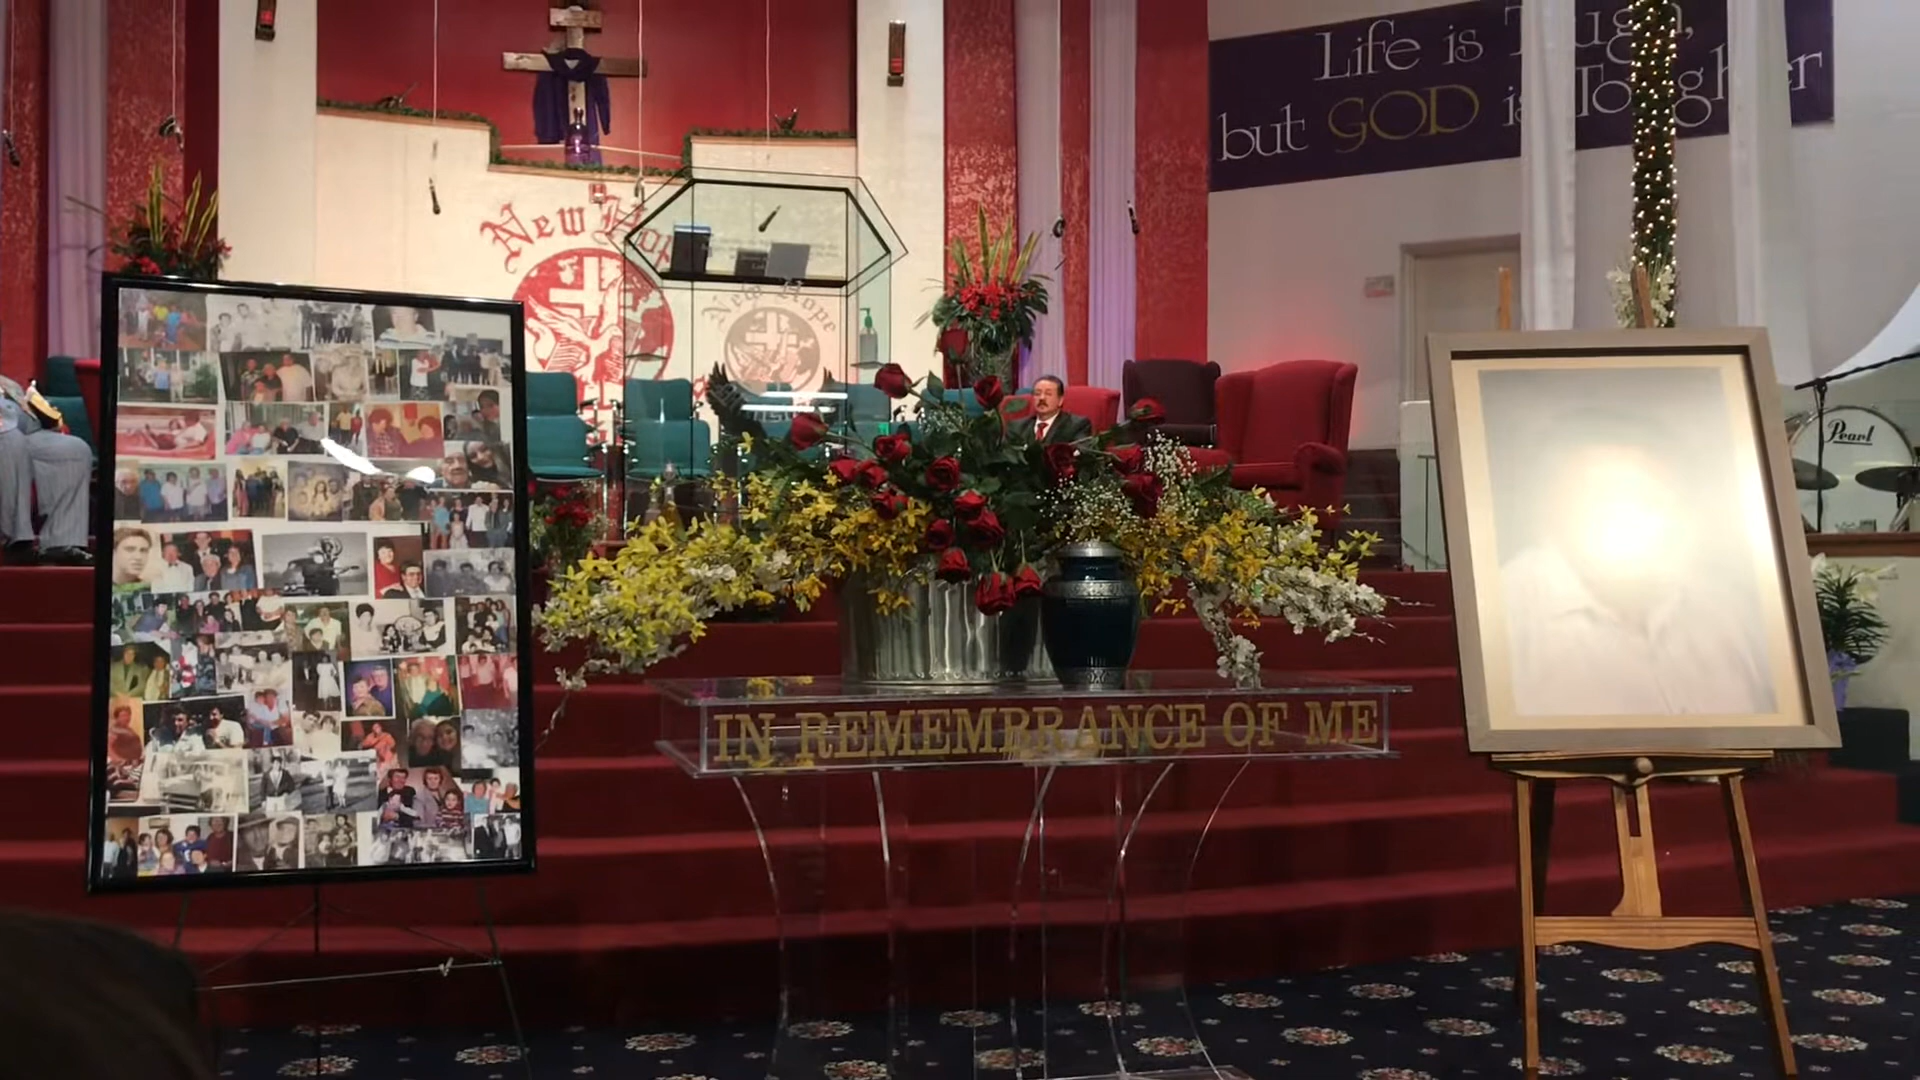 Life is Tough,
but GOD is Tougher
New Hope
New Hope
Pearl
IN REMEMBRANCE OF ME